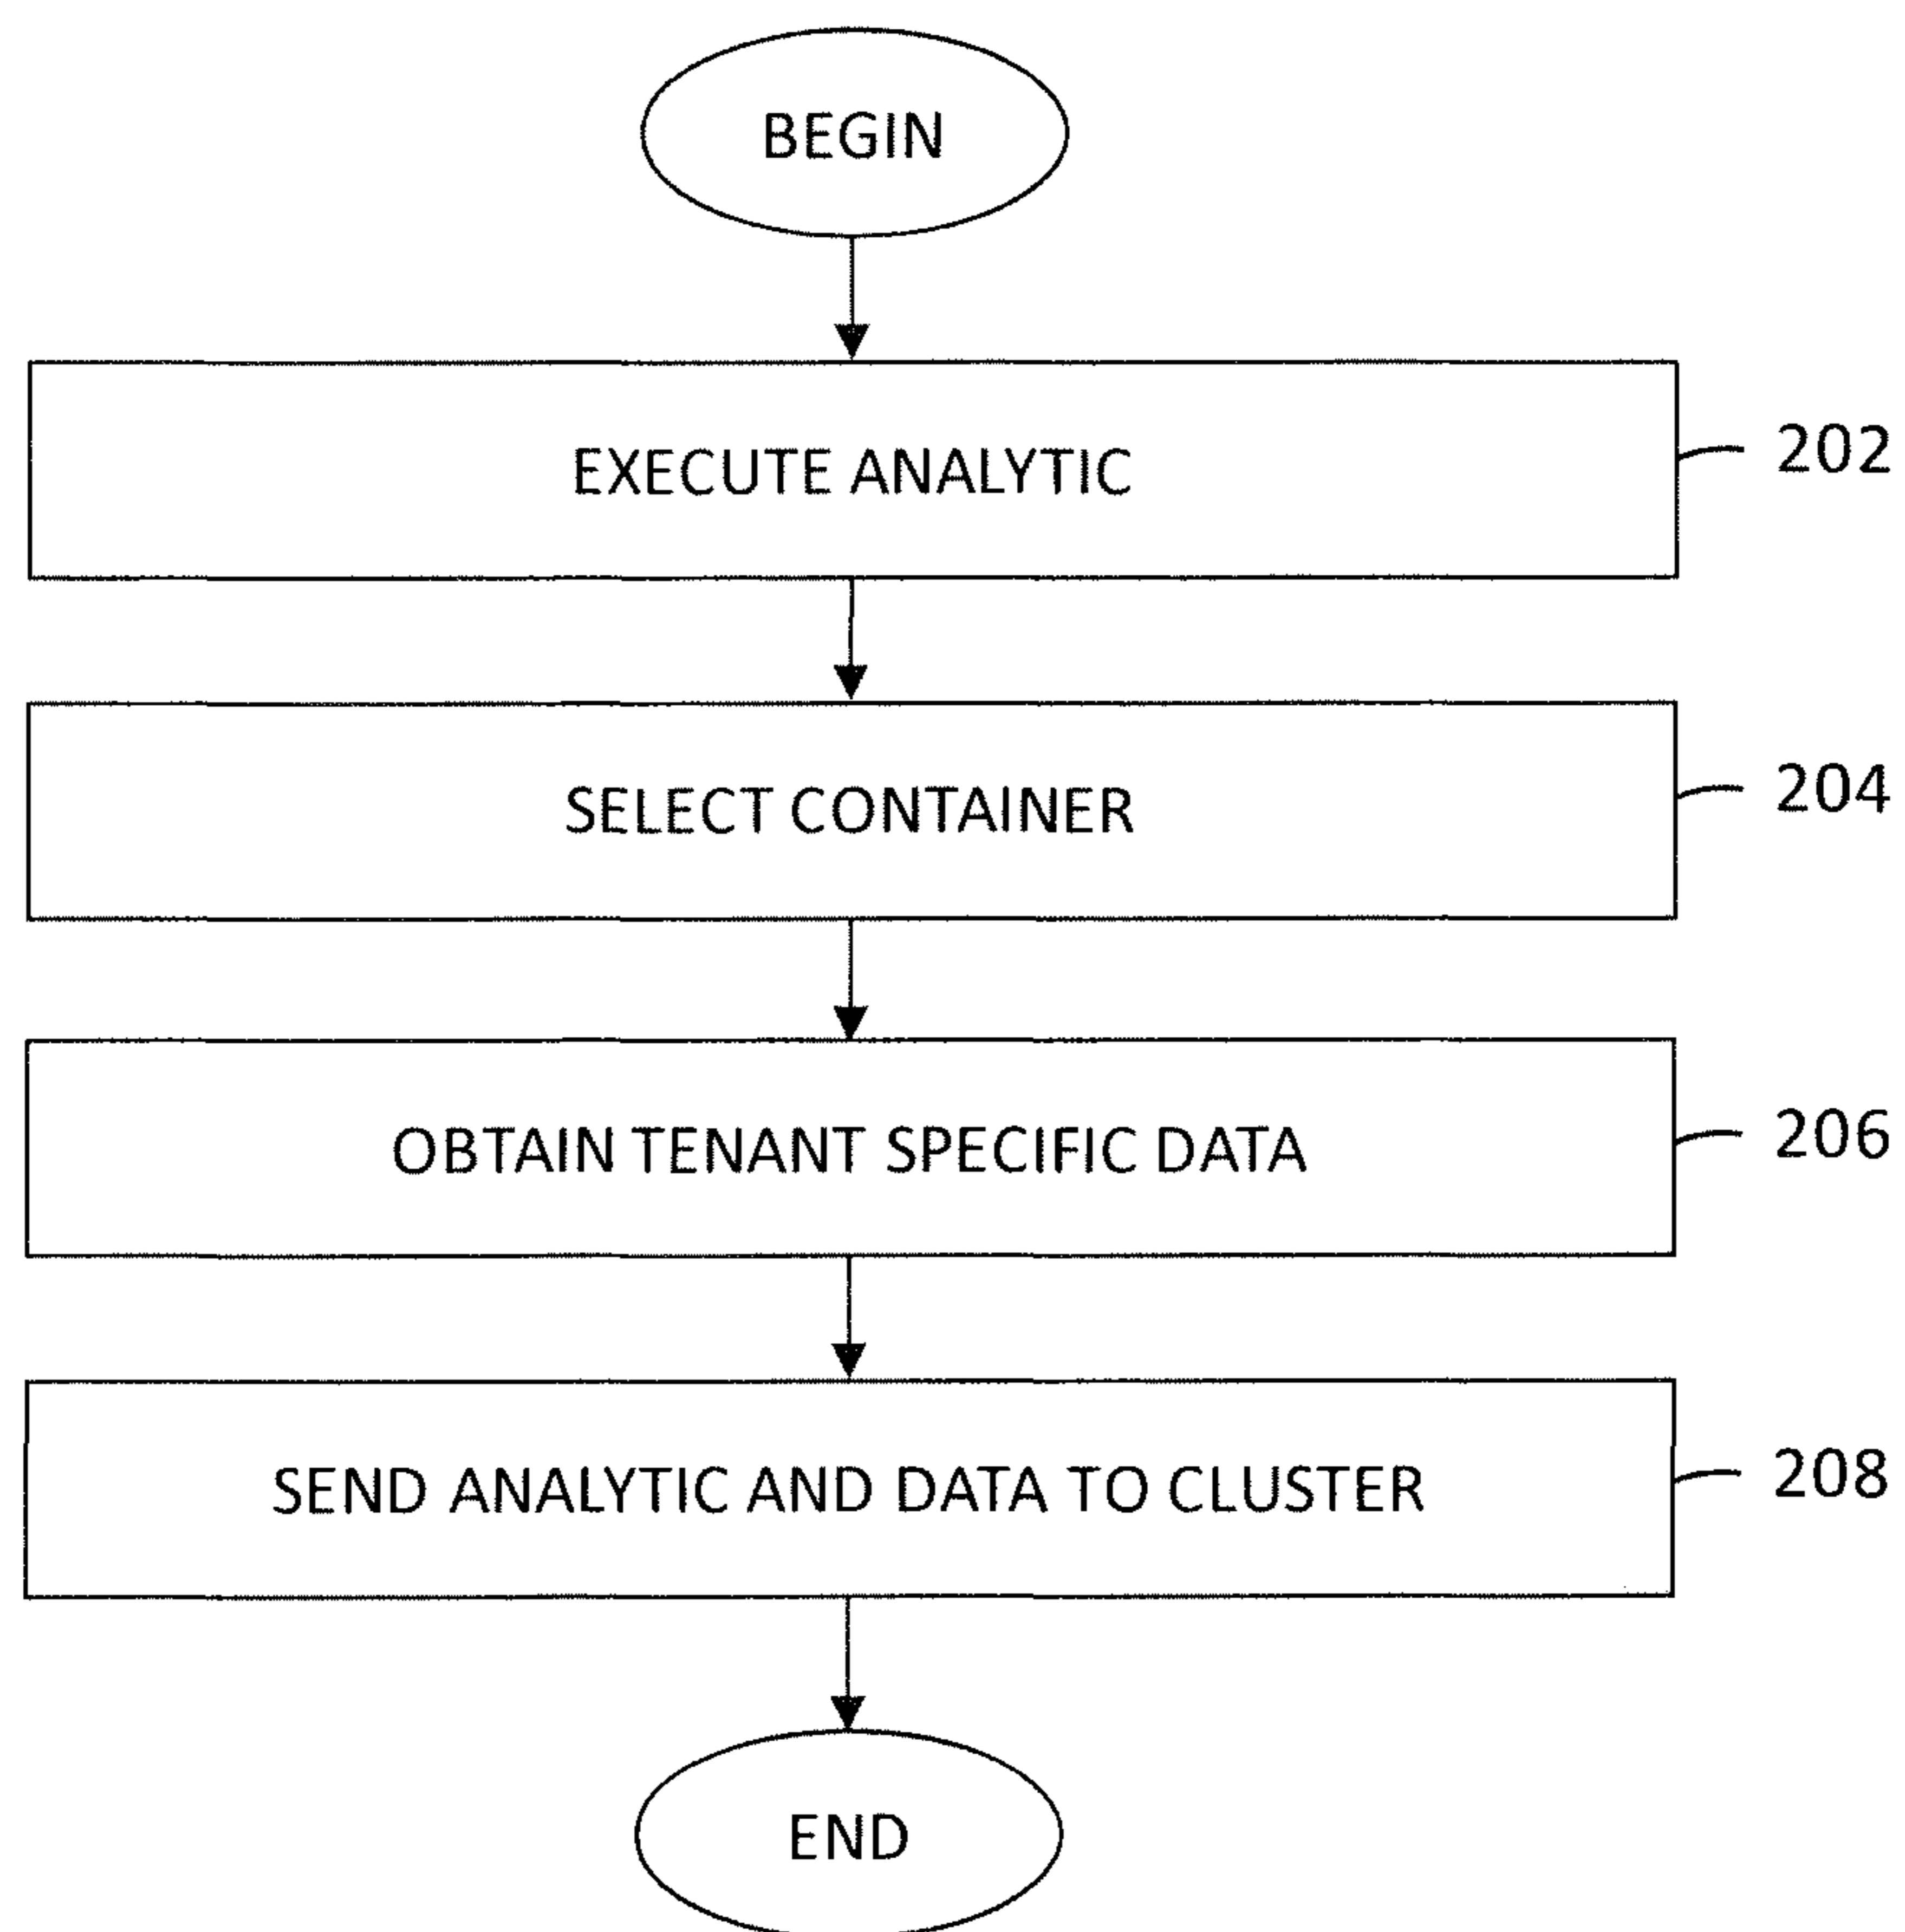 BEGIN
EXECUTE ANALYTIC
202
SELECT CONTAINER
204
OBTAIN TENANT SPECIFIC DATA
206
SEND ANALYTIC AND DATA TO CLUSTER
208
END